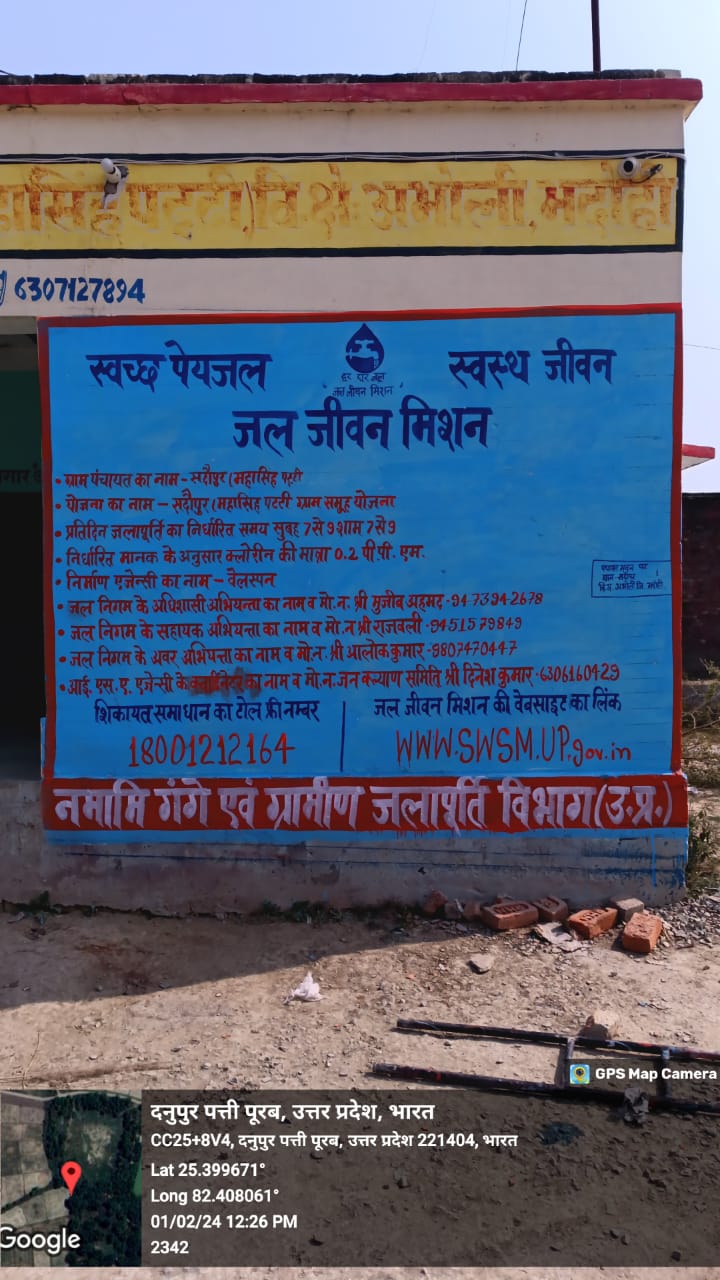 सिंह पट्टी) वि.क्षे. अभोली, भदोही
6307127894
स्वच्छ पेयजल
स्वस्थ जीवन
हर घर जल
जल जीवन मिशन
जल जीवन मिशन
• ग्राम पंचायत का नाम - सदौपुर (महासिंह पट्टी
• योजना का नाम - सदौपुर (महासिंह पटटी ग्राम समूह योजना
• प्रतिदिन जलापूर्ति का निर्धारित समय सुबह 7 से 9 शाम 7 से 9
• निर्धारित मानक के अनुसार क्लोरीन की मात्रा 0.2 पी.पी. एम.
• निर्माण एजेन्सी का नाम - वैलस्पन
• जल निगम के अधिशासी अभियन्ता का नाम व मो.न. श्री मुजीब अहमद - 9473942678
• जल निगम के सहायक अभियन्ता का नाम व मो.न श्री राजबली - 9451579849
• जल निगम के अवर अभियन्ता का नाम व मो.न. श्री आलोक कुमार - 9807470447
• आई. एस. ए. एजेन्सी के का नाम व मो.न. जन कल्याण समिति श्री दिनेश कुमार - 6306160429
शिकायत समाधान का टोल फ्री नम्बर
जल जीवन मिशन की वेबसाइट का लिंक
18001212164
WWW.SWSM.UP.gov.in
नमामि गंगे एवं ग्रामीण जलापूर्ति विभाग (उ.प्र.)
GPS Map Camera
दनुपुर पत्ती पूरब, उत्तर प्रदेश, भारत
CC25+8V4, दनुपुर पत्ती पूरब, उत्तर प्रदेश 221404, भारत
Lat 25.399671°
Long 82.408061°
01/02/24 12:26 PM
2342
Google